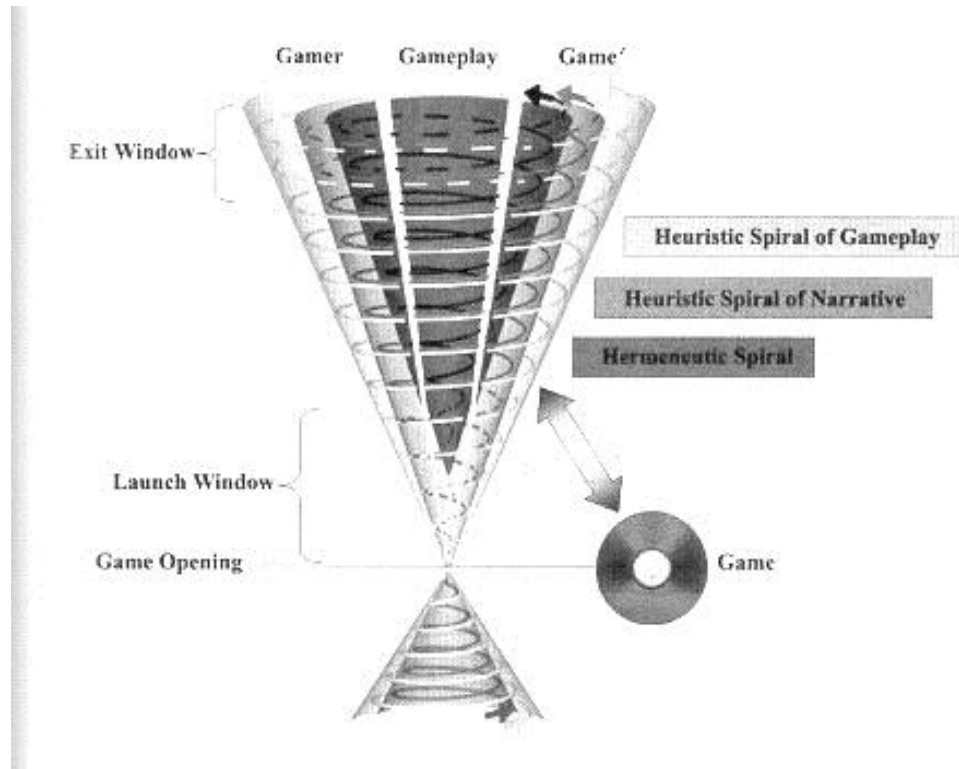 Gamer Gameplay Game'
Exit Window
Heuristic Spiral of Gameplay
Heuristic Spiral of Narrative
Hermeneutic Spiral
Launch Window
Game Opening
Game